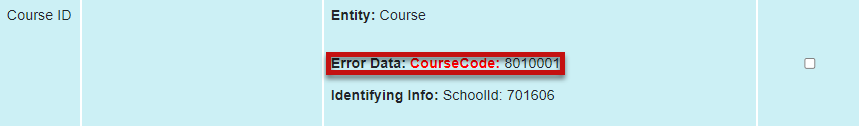 Course ID
Entity: Course
Error Data: CourseCode: 8010001
Identifying Info: SchoolId: 701606